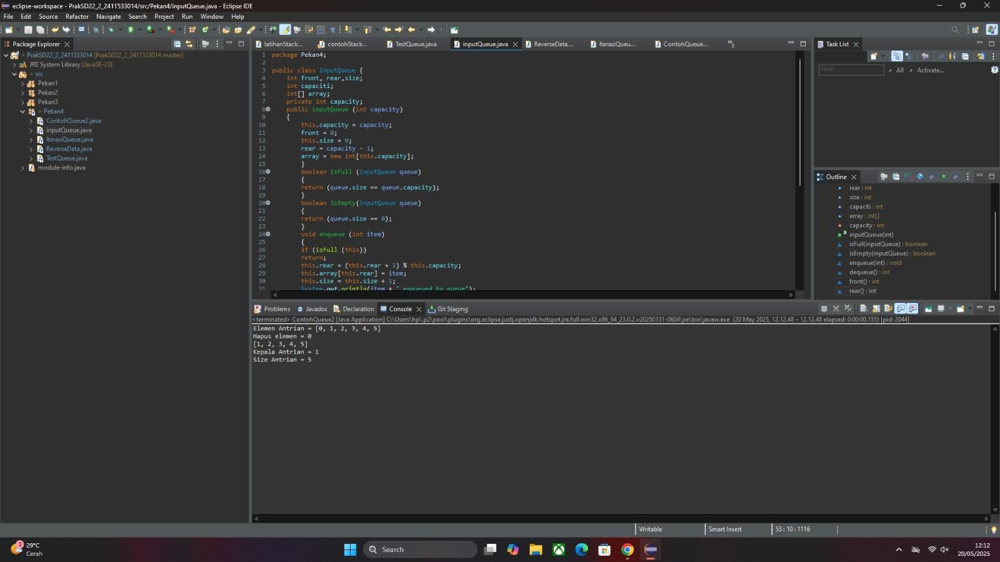 eclipse-workspace - PrakSD22_2_2411533014/src/Pekan4/inputQueue.java - Eclipse IDE
File Edit Source Refactor Navigate Search Project Run Window Help
Package Explorer
PrakSD22_2_2411533014 [PrakSD22_2_2411533014 master]
JRE System Library [JavaSE-23]
> src
Pekan1
Pekan2
Pekan3
> Pekan4
ContohQueue2.java
inputQueue.java
IterasiQueue.java
ReverseData.java
TestQueue.java
module-info.java
latihanStack... contohStack... TestQueue.java inputQueue.java ReverseData.... IterasiQueu... ContohQueue... »5
1 package Pekan4;
2
3 public class inputQueue {
4 int front, rear,size;
5 int capaciti;
6 int[] array;
7 private int capacity;
8 public inputQueue (int capacity)
9 {
10 this.capacity = capacity;
11 front = 0;
12 this.size = 0;
13 rear = capacity - 1;
14 array = new int[this.capacity];
15 }
16 boolean isFull (inputQueue queue)
17 {
18 return (queue.size == queue.capacity);
19 }
20 boolean isEmpty(inputQueue queue)
21 {
22 return (queue.size == 0);
23 }
24 void enqueue (int item)
25 {
26 if (isFull (this))
27 return;
28 this.rear = (this.rear + 1) % this.capacity;
29 this.array[this.rear] = item;
30 this.size = this.size + 1;
31 System.out.println(item + " enqueued to queue");
Task List
Find All Activate...
Outline
rear : int
size : int
capaciti : int
array : int[]
capacity : int
inputQueue(int)
isFull(inputQueue) : boolean
isEmpty(inputQueue) : boolean
enqueue(int) : void
dequeue() : int
front() : int
rear() : int
Problems Javadoc Declaration Console Git Staging
<terminated> ContohQueue2 [Java Application] C:\Users\hp\.p2\pool\plugins\org.eclipse.justj.openjdk.hotspot.jre.full.win32.x86_64_23.0.2.v20250131-0604\jre\bin\javaw.exe (20 May 2025, 12.12.48 – 12.12.48 elapsed: 0:00:00.155) [pid: 2044]
Elemen Antrian = [0, 1, 2, 3, 4, 5]
Hapus elemen = 0
[1, 2, 3, 4, 5]
Kepala Antrian = 1
Size Antrian = 5
Writable Smart Insert 53 : 10 : 1116
3
29°C
Cerah
Search
12:12
20/05/2025